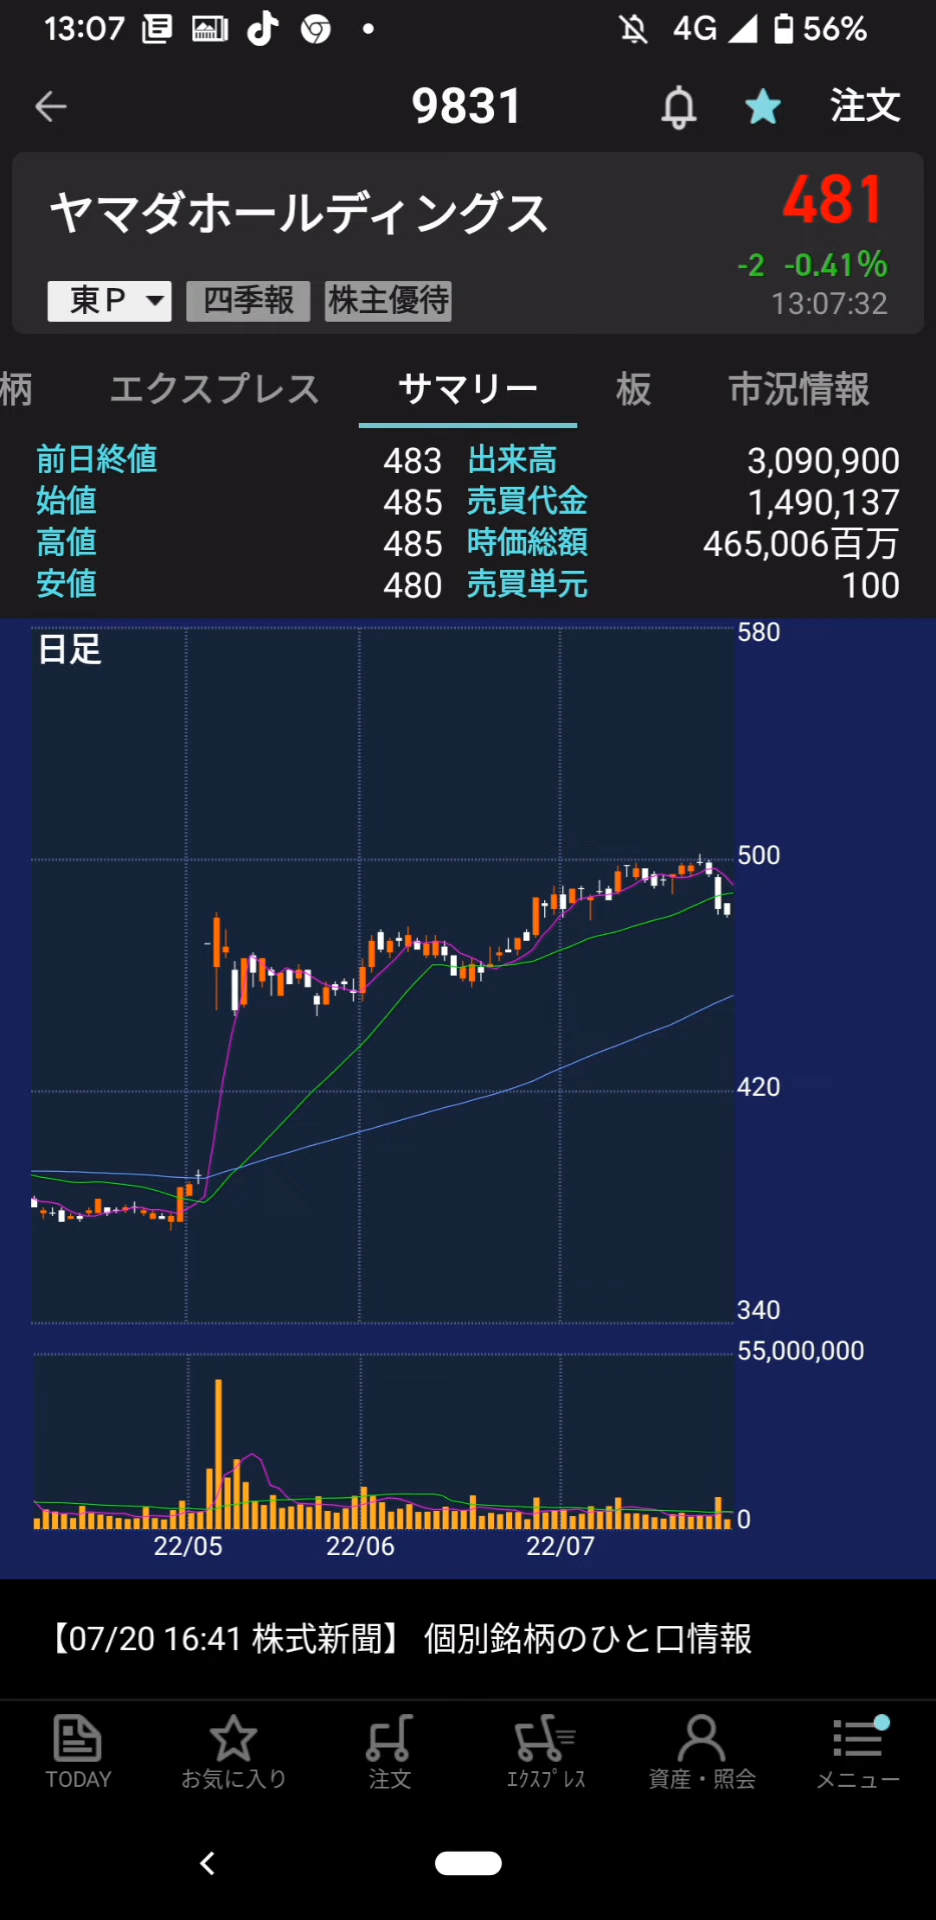 13:07 4G 56%
9831 注文
ヤマダホールディングス 481
-2 -0.41%
東P 四季報 株主優待 13:07:32
柄 エクスプレス サマリー 板 市況情報
前日終値 483 出来高 3,090,900
始値 485 売買代金 1,490,137
高値 485 時価総額 465,006百万
安値 480 売買単元 100
日足 580
500
420
340
55,000,000
0
22/05 22/06 22/07
【07/20 16:41 株式新聞】 個別銘柄のひと口情報
TODAY お気に入り 注文 ｴｸｽﾌﾟﾚｽ 資産・照会 メニュー